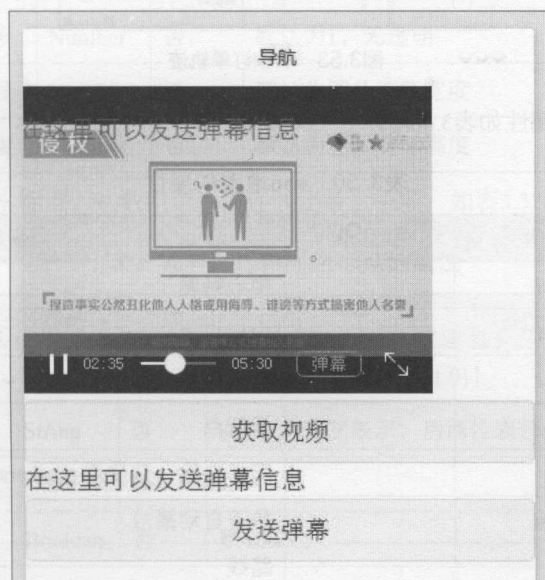 导航
在这里可以发送弹幕信息
侵权
捏造事实公然丑化他人人格或用侮辱、诽谤等方式损害他人名誉
02:35 05:30 弹幕
获取视频
在这里可以发送弹幕信息
发送弹幕